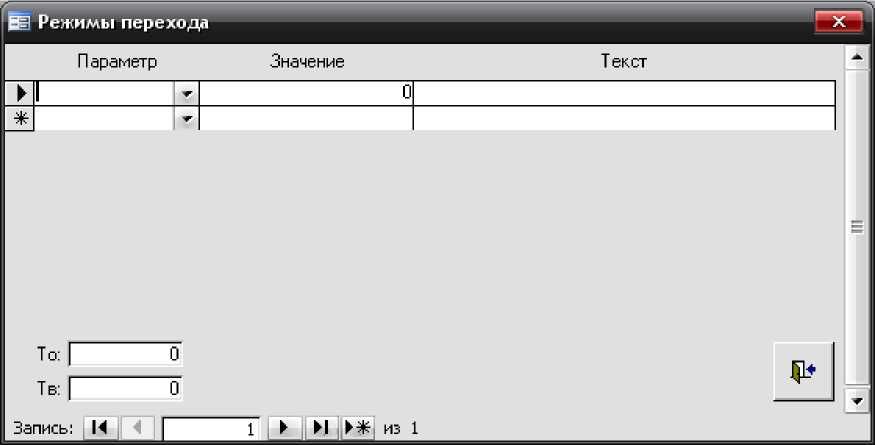 Режимы перехода
Параметр Значение Текст
0
То: 0
Тв: 0
Запись: 1 из 1